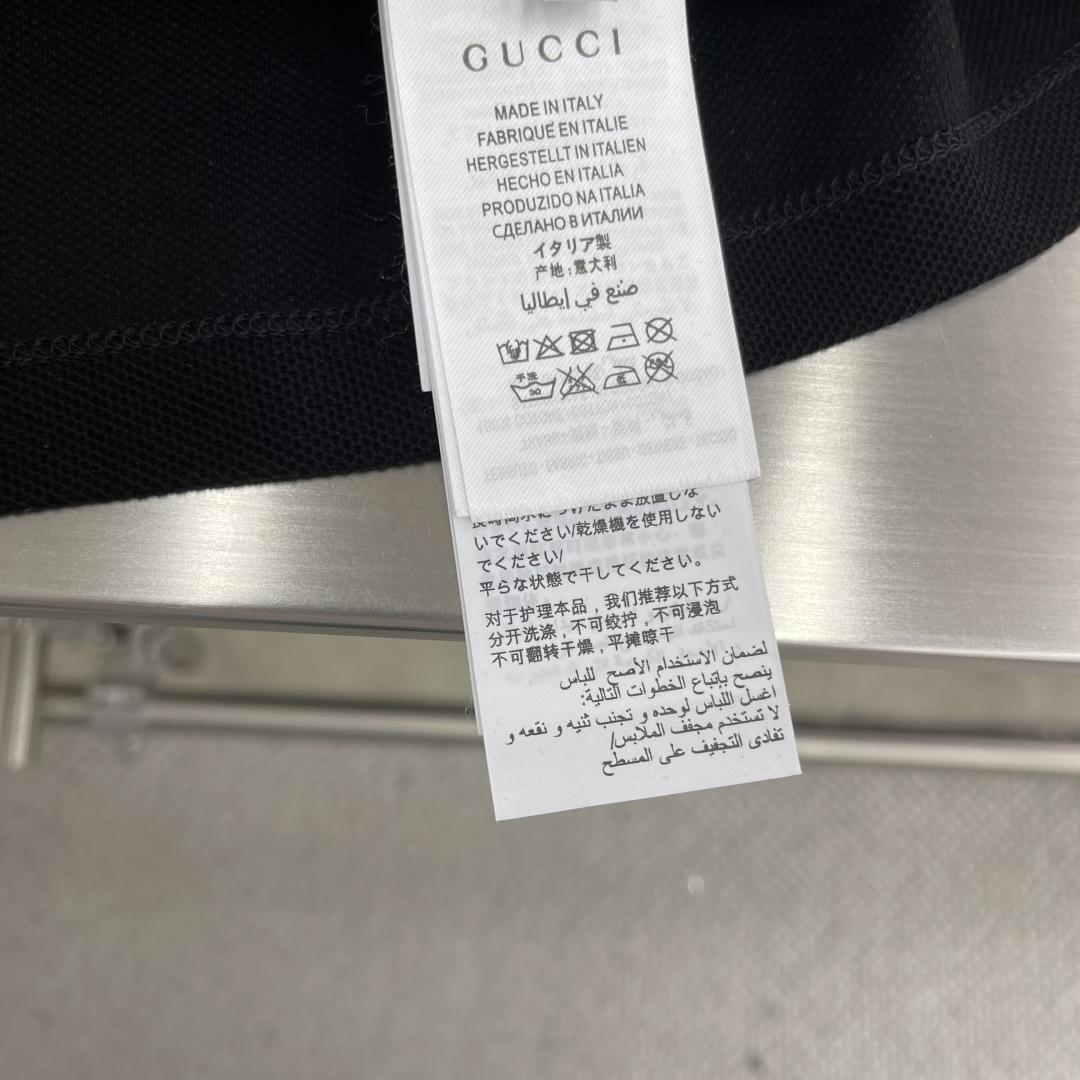 GUCCI
MADE IN ITALY
FABRIQUÉ EN ITALIE
HERGESTELLT IN ITALIEN
HECHO EN ITALIA
PRODUZIDO NA ITALIA
СДЕЛАНО В ИТАЛИИ
イタリア製
产地:意大利
صنع في إيطاليا
手洗
30
低
いでください/乾燥機を使用しない
でください/
平らな状態で干してください。
对于护理本品,我们推荐以下方式
分开洗涤,不可绞拧,不可浸泡
不可翻转干燥,平摊晾干
لضمان الاستخدام الأصح للباس
ينصح بإتباع الخطوات التالية:
اغسل اللباس لوحده و تجنب ثنيه و نقعه و
لا تستخدم مجفف الملابس/
تفادى التجفيف على المسطح